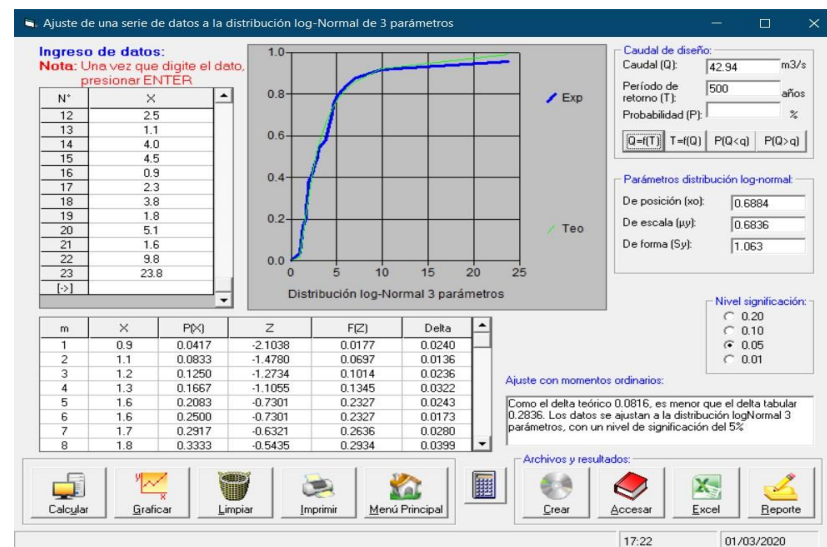 Ajuste de una serie de datos a la distribución log-Normal de 3 parámetros
Ingreso de datos:
Nota: Una vez que digite el dato,
presionar ENTER
N° X
12 2.5
13 1.1
14 4.0
15 4.5
16 0.9
17 2.3
18 3.8
19 1.8
20 5.1
21 1.6
22 9.8
23 23.8
[->]
1.0
0.8
0.6
0.4
0.2
0.0
0 5 10 15 20 25
Exp
Teo
Distribución log-Normal 3 parámetros
Caudal de diseño:
Caudal (Q): 42.94 m3/s
Período de
retorno (T): 500 años
Probabilidad (P): %
Q=f(T) T=f(Q) P(Q<q) P(Q>q)
Parámetros distribución log-normal:
De posición (xo): 0.6884
De escala (µy): 0.6836
De forma (Sy): 1.063
Nivel significación:
0.20
0.10
0.05
0.01
m X P(X) Z F(Z) Delta
1 0.9 0.0417 -2.1038 0.0177 0.0240
2 1.1 0.0833 -1.4780 0.0697 0.0136
3 1.2 0.1250 -1.2734 0.1014 0.0236
4 1.3 0.1667 -1.1055 0.1345 0.0322
5 1.6 0.2083 -0.7301 0.2327 0.0243
6 1.6 0.2500 -0.7301 0.2327 0.0173
7 1.7 0.2917 -0.6321 0.2636 0.0280
8 1.8 0.3333 -0.5435 0.2934 0.0399
Ajuste con momentos ordinarios:
Como el delta teórico 0.0816, es menor que el delta tabular
0.2836. Los datos se ajustan a la distribución logNormal 3
parámetros, con un nivel de significación del 5%
Calcular Graficar Limpiar Imprimir Menú Principal
Archivos y resultados:
Crear Accesar Excel Reporte
17:22 01/03/2020